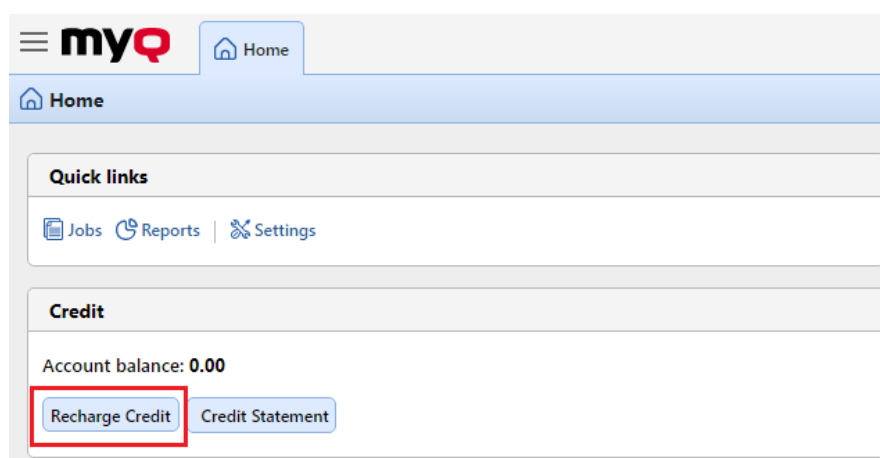 myQ Home
Home
Quick links
Jobs Reports | Settings
Credit
Account balance: 0.00
Recharge Credit Credit Statement